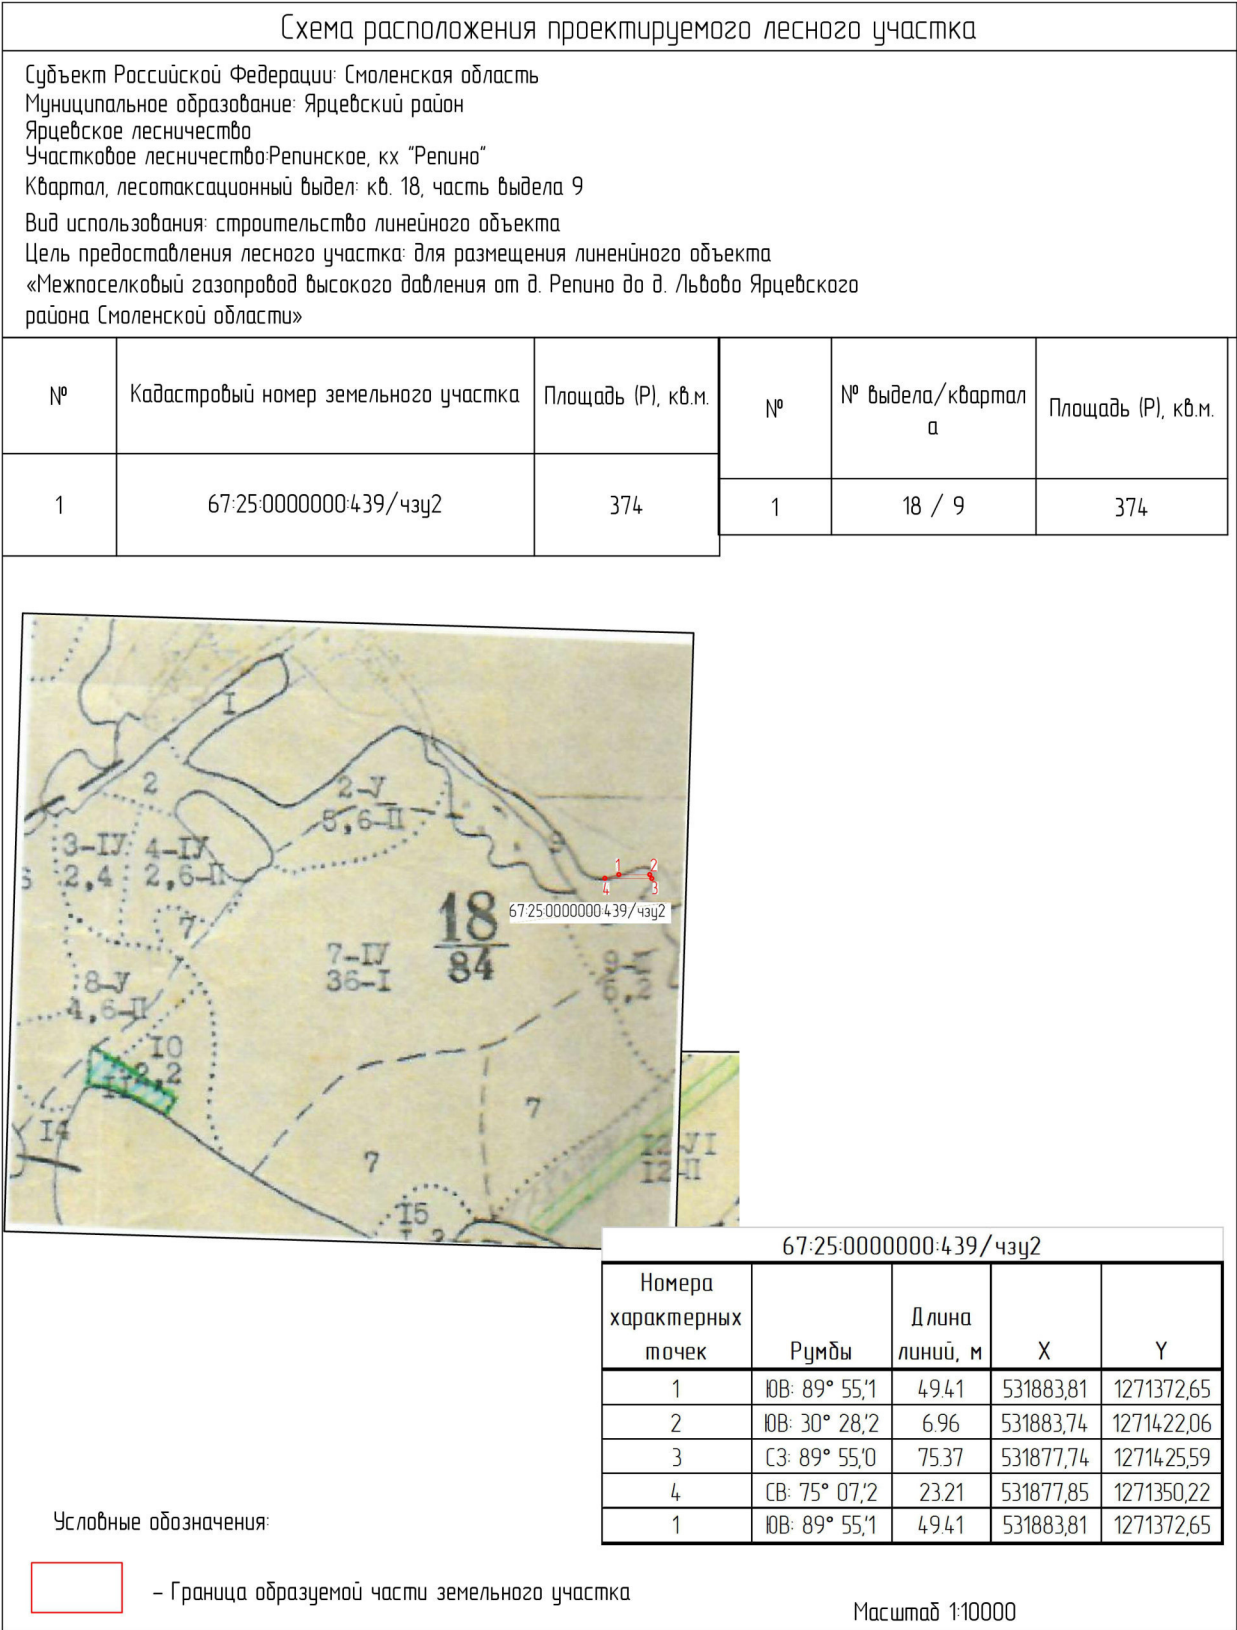 Схема расположения проектируемого лесного участка
Субъект Российской Федерации: Смоленская область
Муниципальное образование: Ярцевский район
Ярцевское лесничество
Участковое лесничество:Репинское, кх "Репино"
Квартал, лесотаксационный выдел: кв. 18, часть выдела 9
Вид использования: строительство линейного объекта
Цель предоставления лесного участка: для размещения линенйного объекта
«Межпоселковый газопровод высокого давления от д. Репино до д. Львово Ярцевского
района Смоленской области»
№ Кадастровый номер земельного участка Площадь (Р), кв.м.
1 67:25:0000000:439/чзу2 374
№ № выдела/квартал
а Площадь (Р), кв.м.
1 18 / 9 374
I
2
2-У
5,6-П
3-IУ
2,4
4-IУ
2,6-П
9
1 2
4 3
67:25:0000000:439/чзу2
7
18
84
7-IУ
36-I
8-У
4,6-П
6,2
10
2,2
7
14
7
12-П
15
67:25:0000000:439/чзу2
Номера
характерных
точек Румбы Длина
линий, м X Y
1 ЮВ: 89° 55,'1 49.41 531883,81 1271372,65
2 ЮВ: 30° 28,'2 6.96 531883,74 1271422,06
3 СЗ: 89° 55,'0 75.37 531877,74 1271425,59
4 СВ: 75° 07,'2 23.21 531877,85 1271350,22
1 ЮВ: 89° 55,'1 49.41 531883,81 1271372,65
Условные обозначения:
– Граница образуемой части земельного участка
Масштаб 1:10000